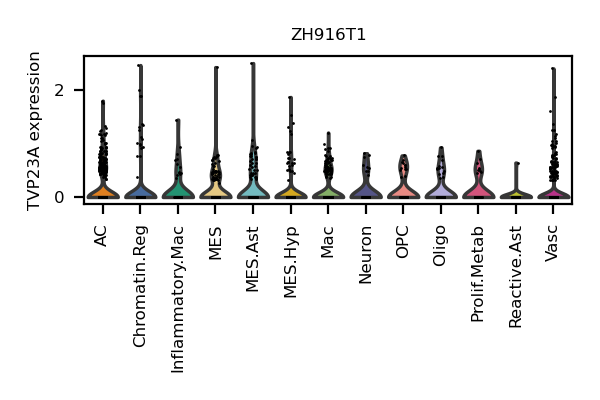 ZH916T1
TVP23A expression
2
0
AC
Chromatin.Reg
Inflammatory.Mac
MES
MES.Ast
MES.Hyp
Mac
Neuron
OPC
Oligo
Prolif.Metab
Reactive.Ast
Vasc